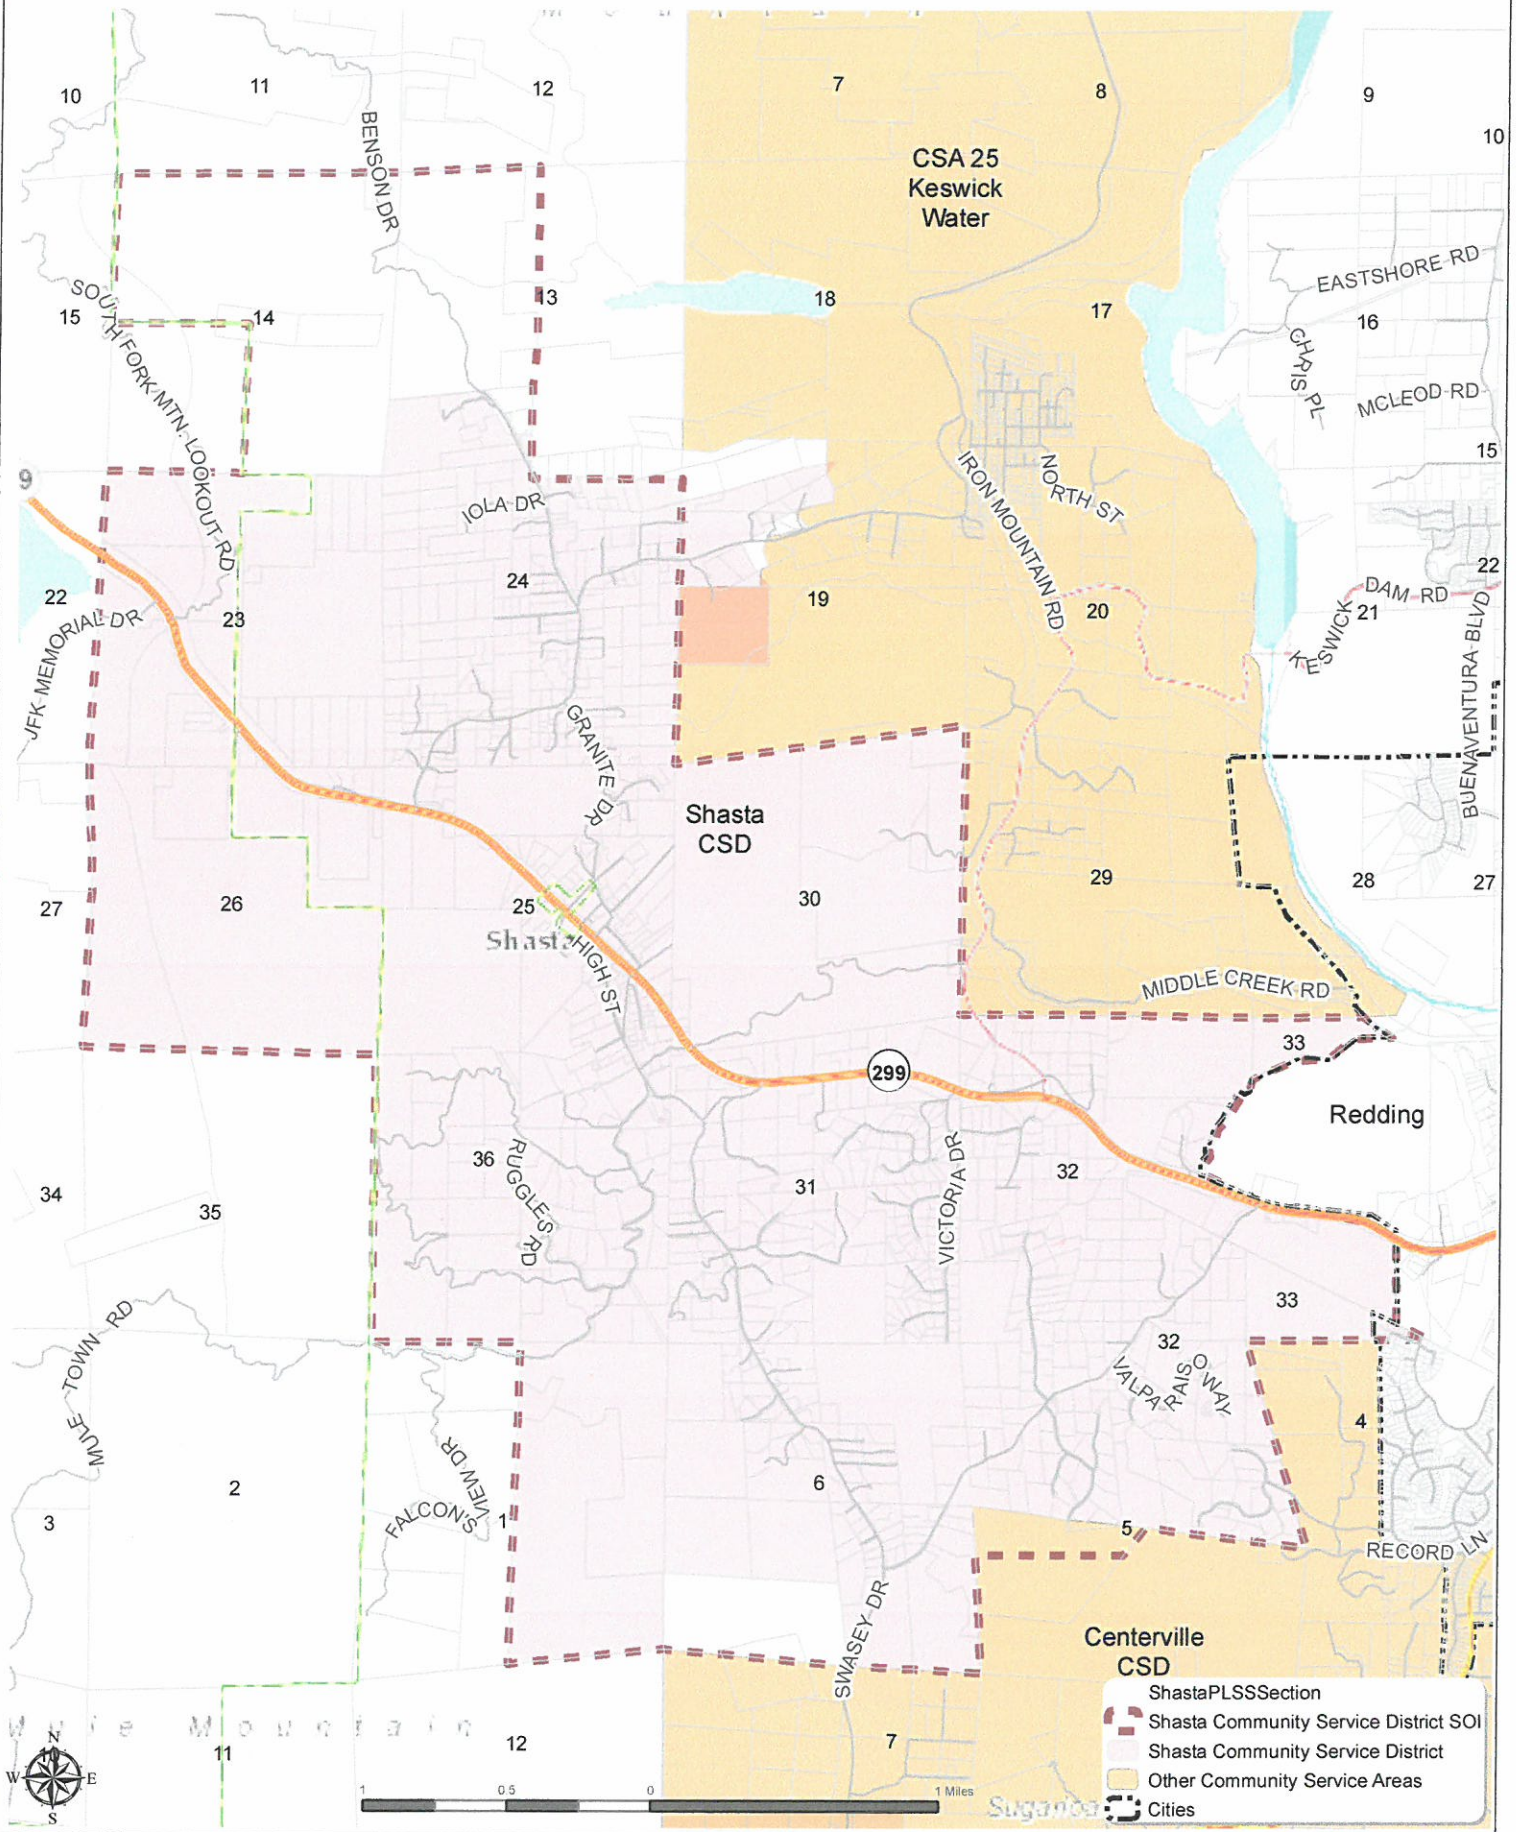 10
11
12
7
8
9
10
BENSON DR
CSA 25
Keswick
Water
EASTSHORE RD
SOUTH FORK MTN. LOOKOUT RD
15
14
13
18
17
16
CHRIS PL
MCLEOD RD
15
9
IOLA DR
IRON MOUNTAIN RD
NORTH ST
22
JFK MEMORIAL DR
23
24
19
20
KESWICK DAM RD
21
22
BUENAVENTURA BLVD
GRANITE DR
Shasta
CSD
27
26
25
Shasta
HIGH ST
30
29
28
27
MIDDLE CREEK RD
33
299
Redding
34
35
36
RUGGLES RD
31
VICTORIA DR
32
33
MULE TOWN RD
32
VALPARAISO WAY
4
3
2
FALCONS VIEW DR
1
6
5
RECORD LN
SWASEY DR
Centerville
CSD
N
W
E
S
10
11
12
7
1
0.5
0
1 Miles
ShastaPLSSSection
Shasta Community Service District SOI
Shasta Community Service District
Other Community Service Areas
Cities